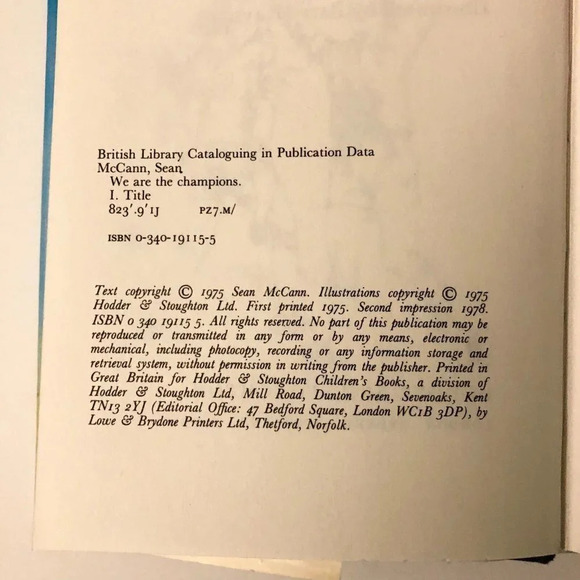 British Library Cataloguing in Publication Data
McCann, Sean
We are the champions.
I. Title
823'.9'1J PZ7.M/
ISBN 0-340-19115-5
Text copyright © 1975 Sean McCann. Illustrations copyright © 1975
Hodder & Stoughton Ltd. First printed 1975. Second impression 1978.
ISBN 0 340 19115 5. All rights reseved. No part of this publication may be
reproduced or transmitted in any form or by any means, electronic or
mechanical, including photocopy, recording or any information storage and
retrieval system, without permission in writing from the publisher. Printed in
Great Britain for Hodder & Stoughton Children's Books, a division of
Hodder & Stoughton Ltd, Mill Road, Dunton Green, Sevenoaks, Kent
TN13 2YJ (Editorial Office: 47 Bedford Square, London WC1B 3DP), by
Lowe & Brydone Printers Ltd, Thetford, Norfolk.